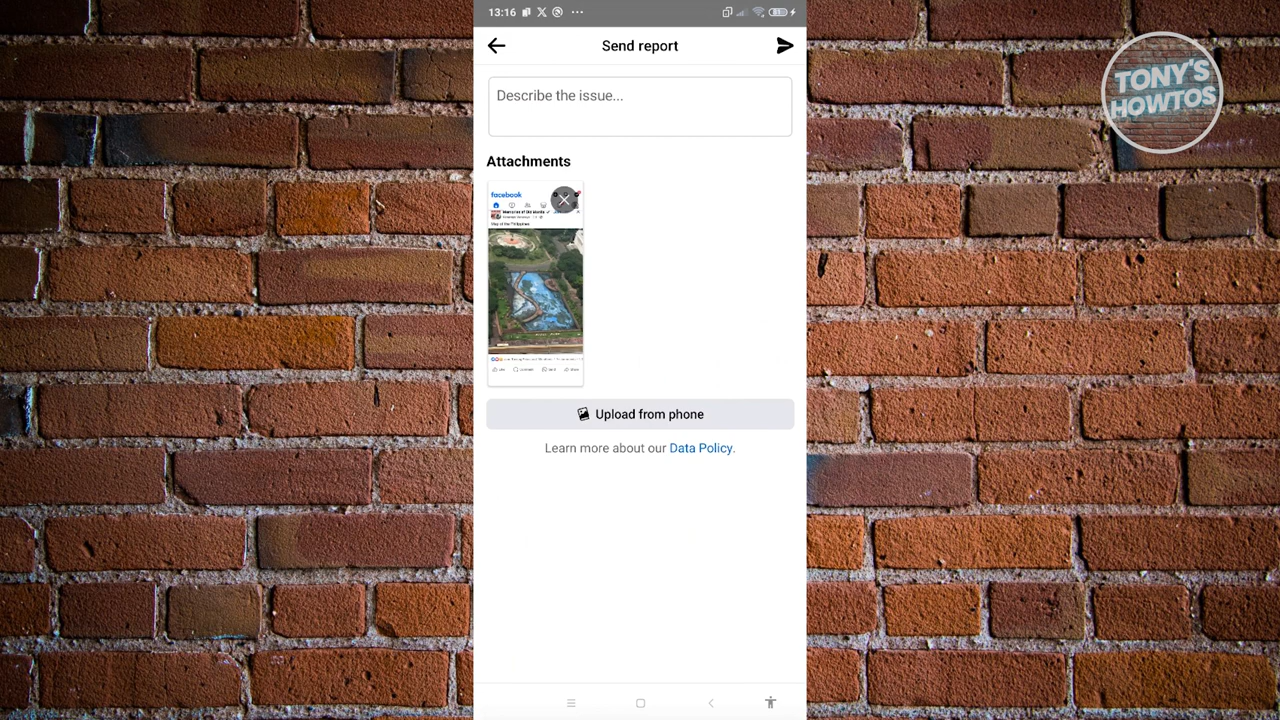 13:16
81
Send report
TONY'S
HOWTOS
Describe the issue...
Attachments
facebook
Upload from phone
Learn more about our Data Policy.